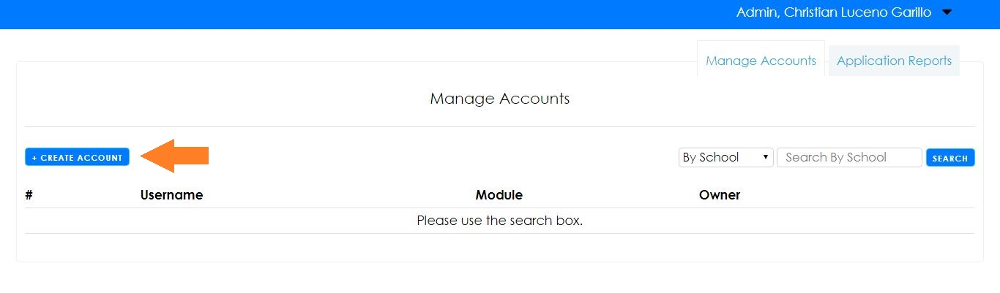 Admin, Christian Luceno Garillo
Manage Accounts Application Reports
Manage Accounts
+ CREATE ACCOUNT By School Search By School SEARCH
# Username Module Owner
Please use the search box.